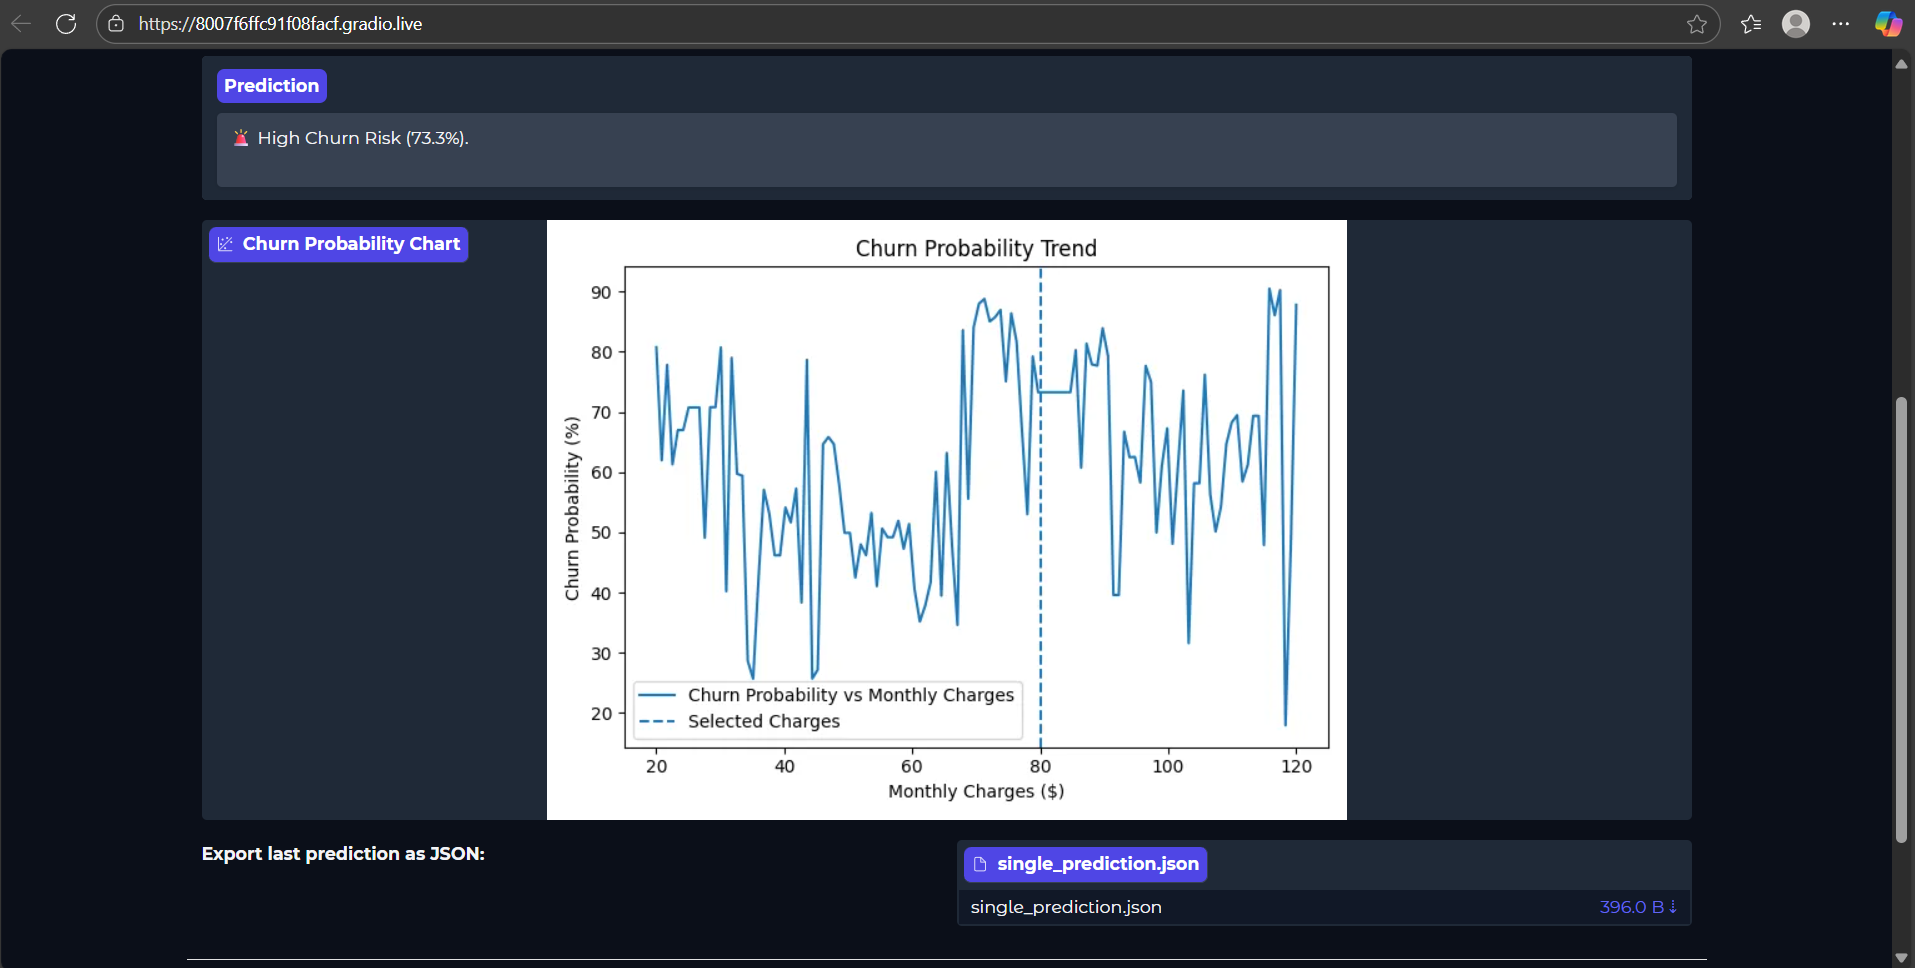 https://8007f6ffc91f08facf.gradio.live
Prediction
🚨 High Churn Risk (73.3%).
Churn Probability Chart
Churn Probability Trend
90
80
70
60
50
40
30
20
Churn Probability (%)
Churn Probability vs Monthly Charges
Selected Charges
20 40 60 80 100 120
Monthly Charges ($)
Export last prediction as JSON:
single_prediction.json
single_prediction.json 396.0 B ⇣